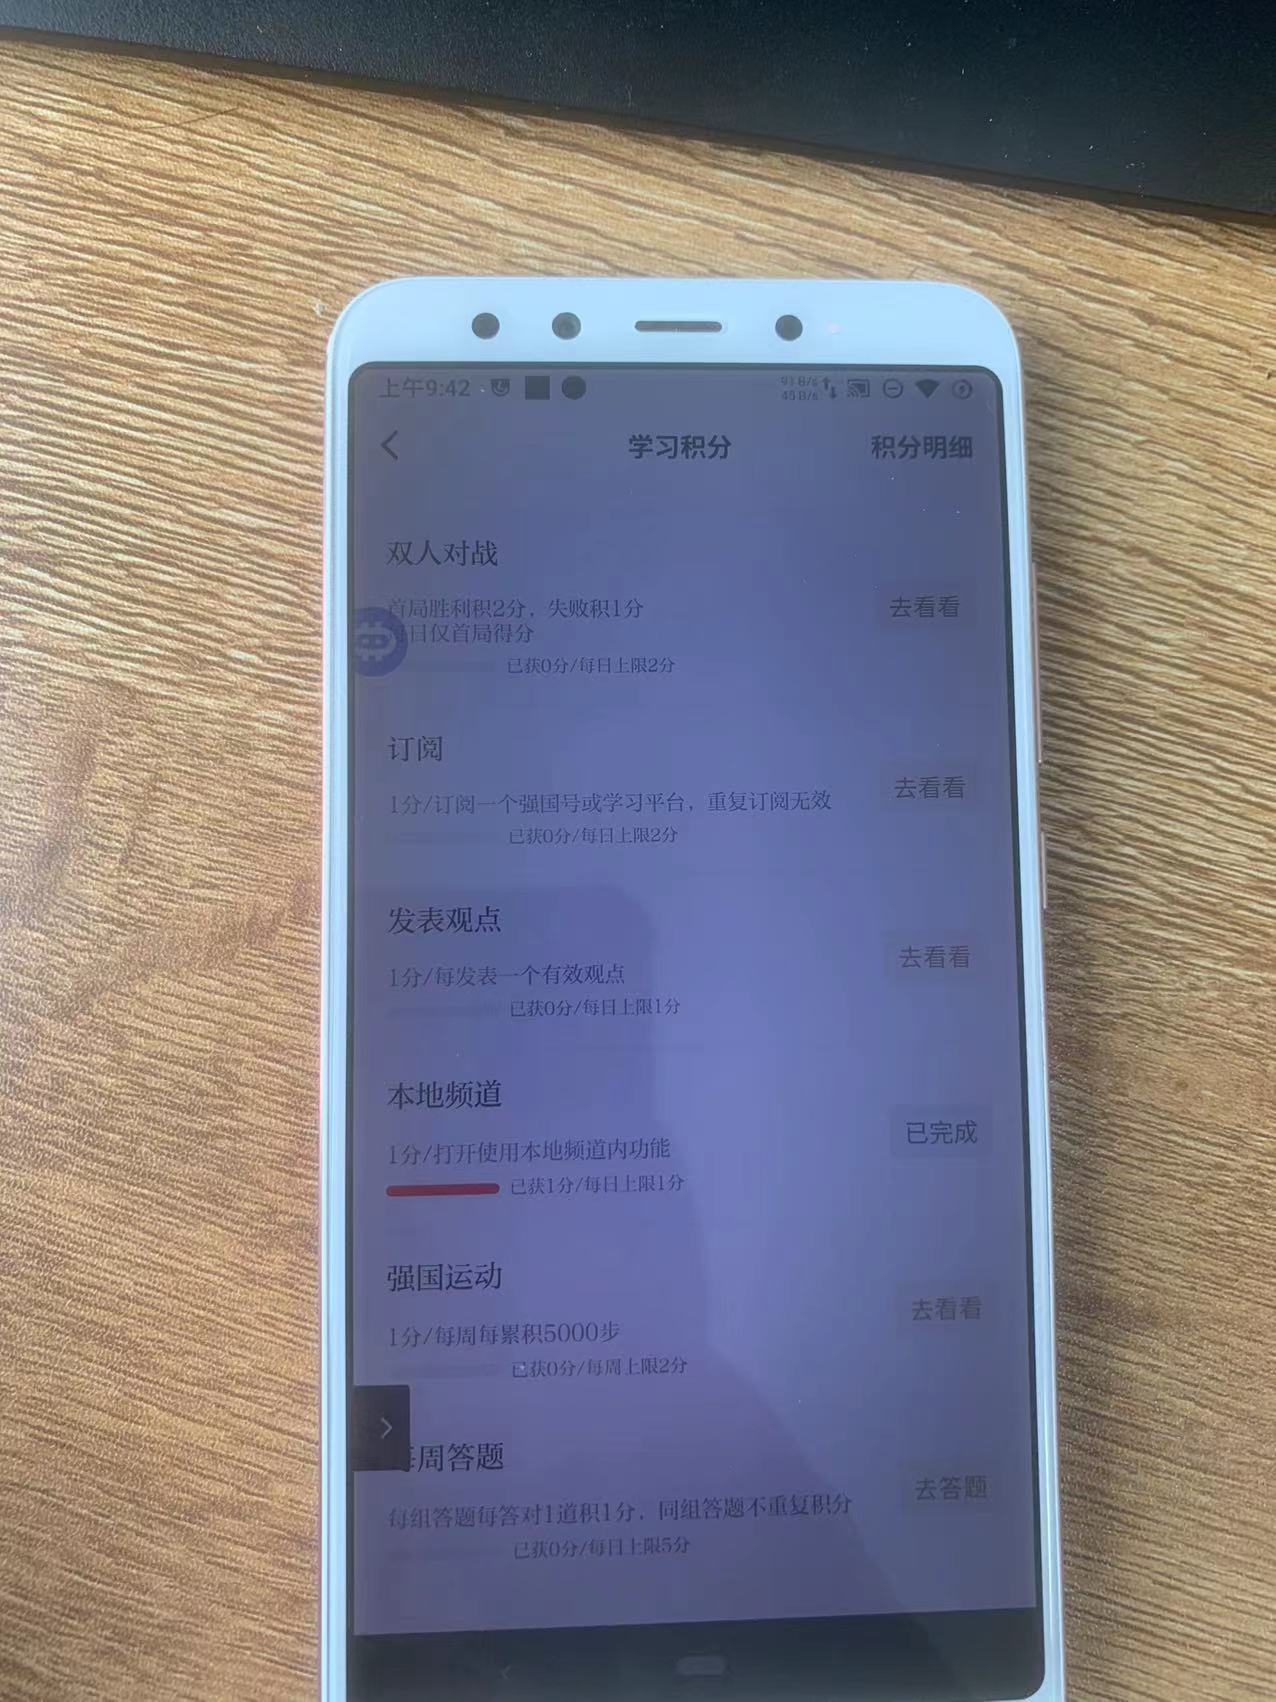 上午9:42
91 B/s
45 B/s
学习积分
积分明细
双人对战
首局胜利积2分，失败积1分
日仅首局得分
已获0分/每日上限2分
去看看
订阅
1分/订阅一个强国号或学习平台，重复订阅无效
已获0分/每日上限2分
去看看
发表观点
1分/每发表一个有效观点
已获0分/每日上限1分
去看看
本地频道
1分/打开使用本地频道内功能
已获1分/每日上限1分
已完成
强国运动
1分/每周每累积5000步
已获0分/每周上限2分
去看看
每周答题
每组答题每答对1道积1分，同组答题不重复积分
已获0分/每日上限5分
去答题